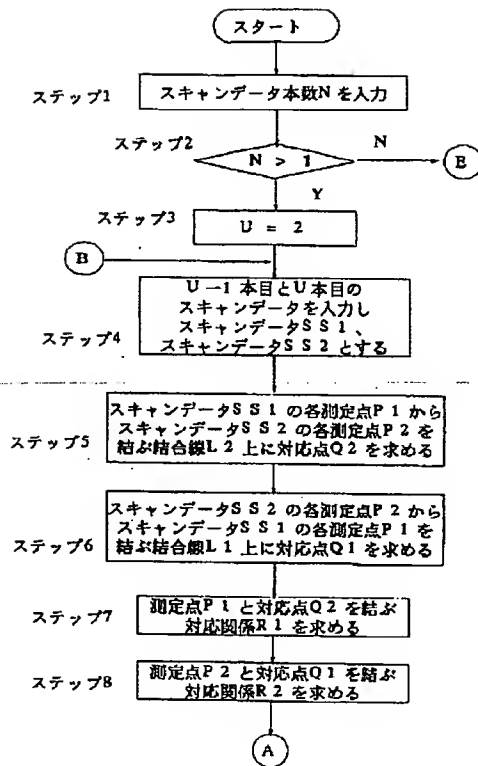 スタート
ステップ1
スキャンデータ本数Nを入力
ステップ2
N > 1
N
E
Y
ステップ3
U = 2
B
U－1本目とU本目の
スキャンデータを入力し
スキャンデータSS1、
スキャンデータSS2とする
ステップ4
スキャンデータSS1の各測定点P1から
スキャンデータSS2の各測定点P2を
結ぶ結合線L2上に対応点Q2を求める
ステップ5
スキャンデータSS2の各測定点P2から
スキャンデータSS1の各測定点P1を
結ぶ結合線L1上に対応点Q1を求める
ステップ6
測定点P1と対応点Q2を結ぶ
対応関係R1を求める
ステップ7
測定点P2と対応点Q1を結ぶ
対応関係R2を求める
ステップ8
A